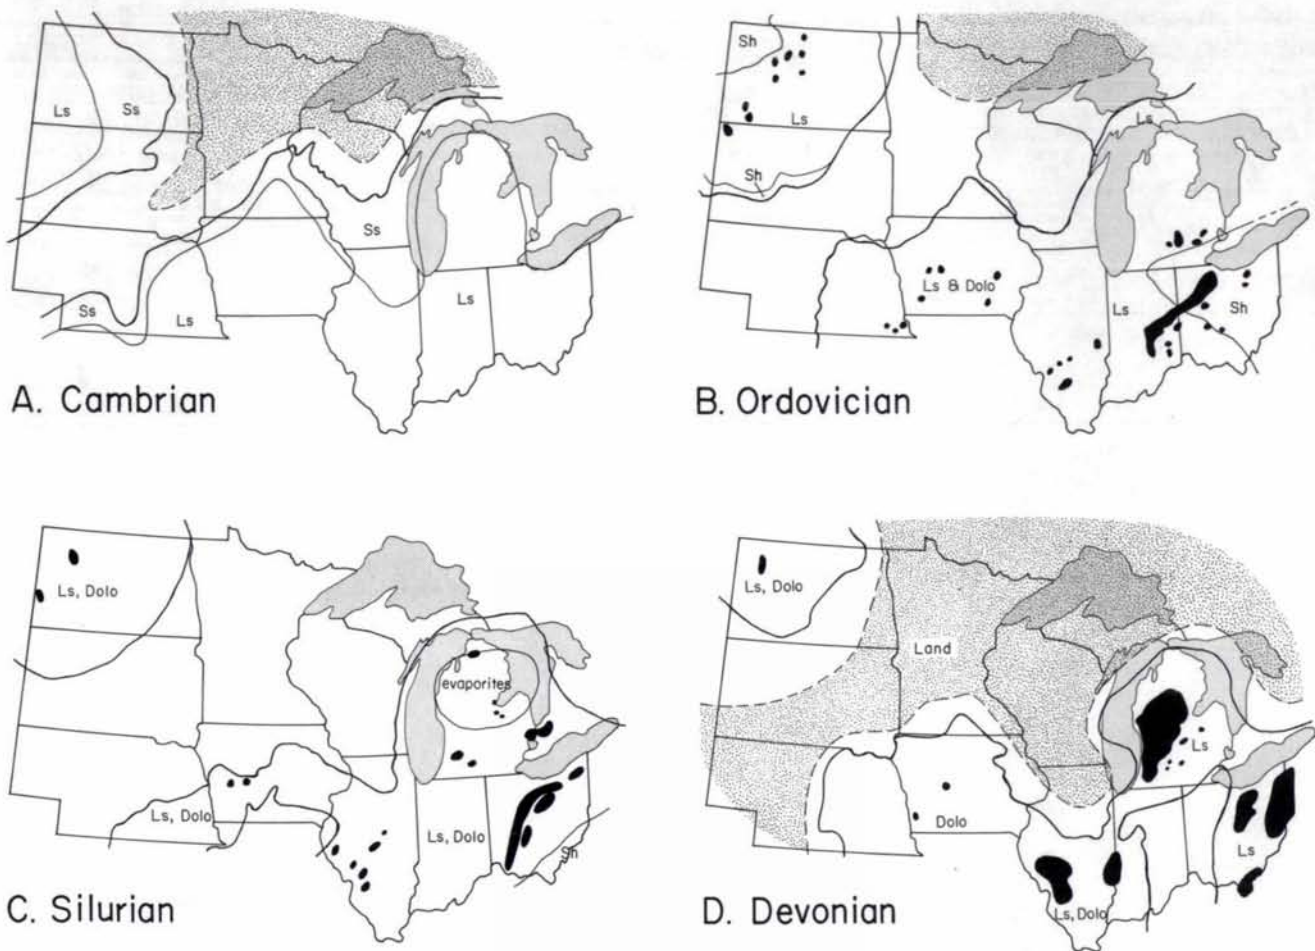 Ls
Ss
Ss
Ls
Ss
Ls
A. Cambrian
Sh
Ls
Sh
Ls
Ls & Dolo
Ls
Sh
B. Ordovician
Ls, Dolo
evaporites
Ls, Dolo
Ls, Dolo
Sh
C. Silurian
Ls, Dolo
Land
Ls
Dolo
Ls
Ls, Dolo
D. Devonian